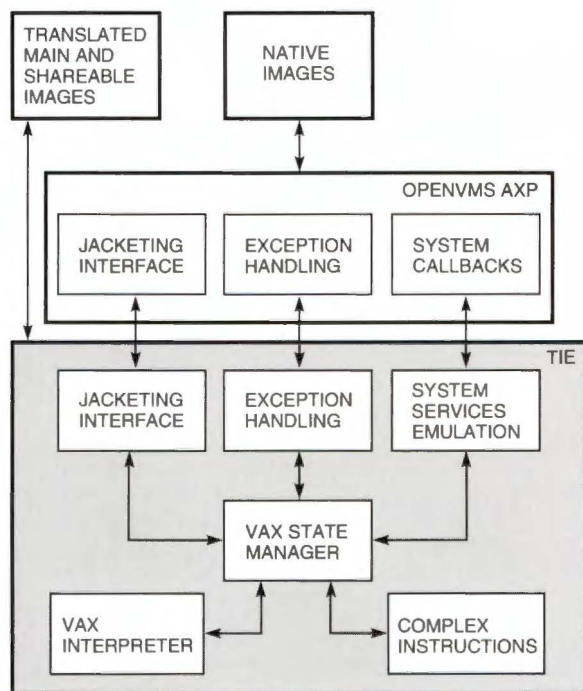 TRANSLATED
MAIN AND
SHAREABLE
IMAGES
NATIVE
IMAGES
OPENVMS AXP
JACKETING
INTERFACE
EXCEPTION
HANDLING
SYSTEM
CALLBACKS
TIE
JACKETING
INTERFACE
EXCEPTION
HANDLING
SYSTEM
SERVICES
EMULATION
VAX STATE
MANAGER
VAX
INTERPRETER
COMPLEX
INSTRUCTIONS